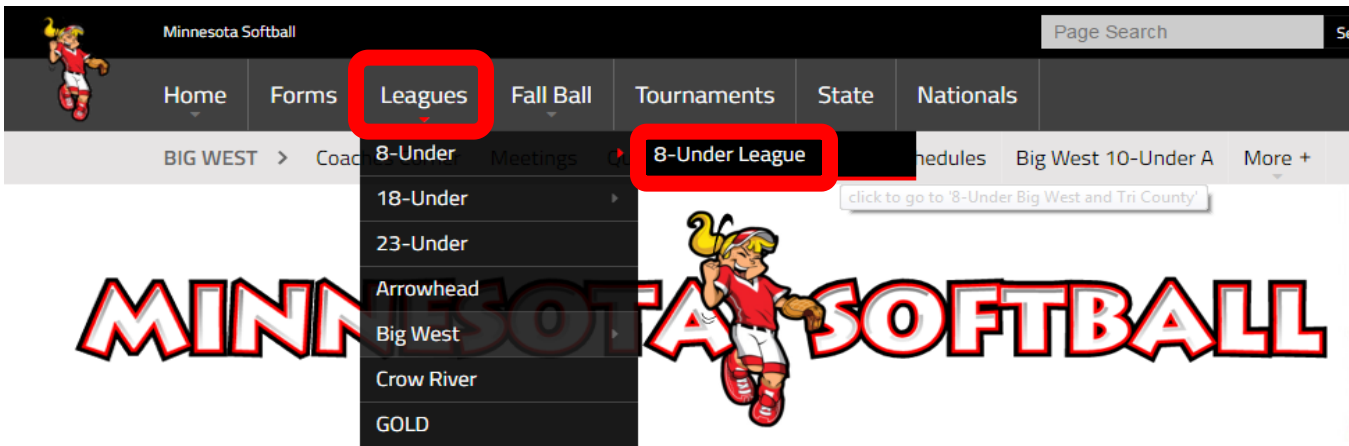 Minnesota Softball
Page Search
Home Forms Leagues Fall Ball Tournaments State Nationals
BIG WEST > Meetings Big West 10-Under A More +
8-Under
8-Under League
click to go to '8-Under Big West and Tri County'
18-Under
23-Under
Arrowhead
Big West
Crow River
GOLD
MINNESOTA SOFTBALL